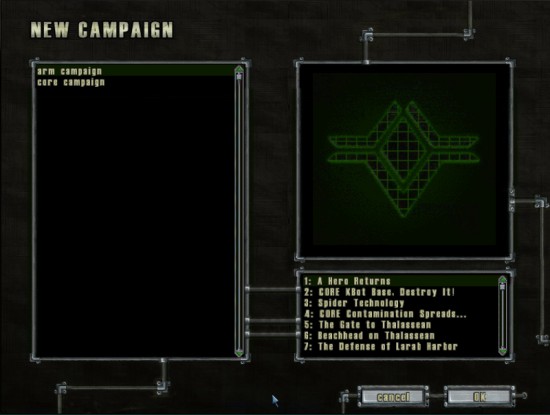 NEW CAMPAIGN
arm campaign
core campaign
1: A Hero Returns
2: CORE KBot Base. Destroy It!
3: Spider Technology
4: CORE Contamination Spreads...
5: The Gate to Thalassean
6: Beachhead on Thalassean
7: The Defense of Larab Harbor
cancel
OK